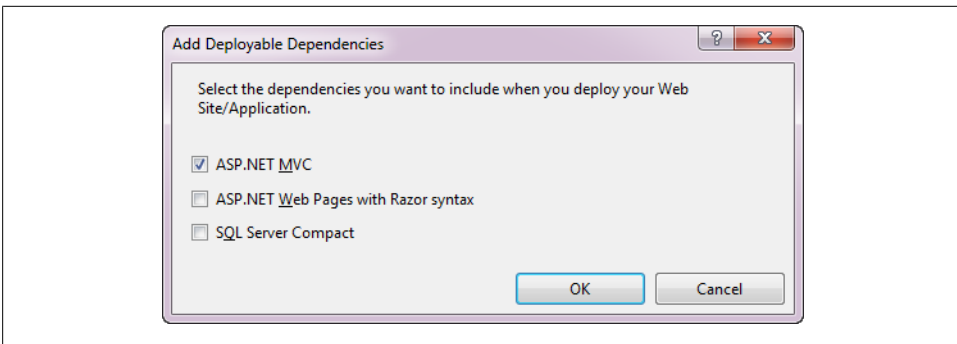 Add Deployable Dependencies
Select the dependencies you want to include when you deploy your Web
Site/Application.
ASP.NET MVC
ASP.NET Web Pages with Razor syntax
SQL Server Compact
OK
Cancel